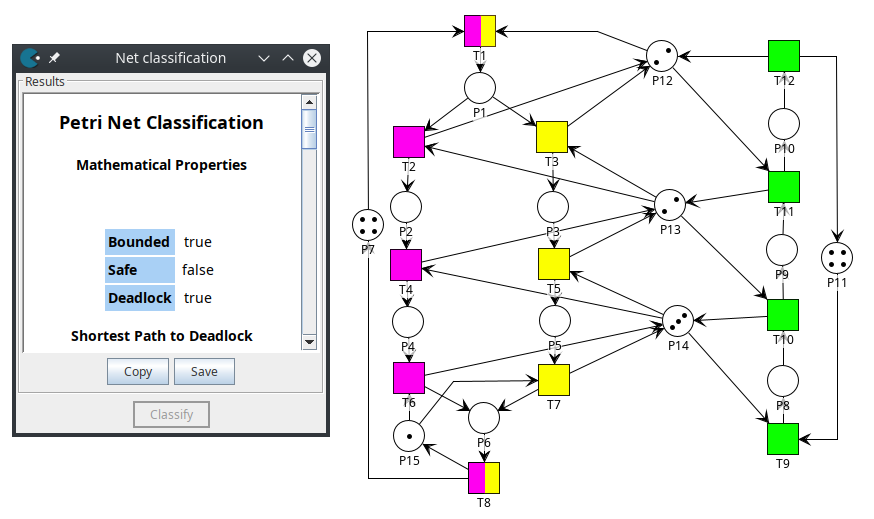 Net classification
Results
Petri Net Classification
Mathematical Properties
Bounded true
Safe false
Deadlock true
Shortest Path to Deadlock
Copy Save
Classify
T1
P12
T12
P1
T2
T3
P10
P2
P3
P13
T11
P7
T4
T5
P9
P11
P4
P5
P14
T10
T6
T7
P8
P6
P15
T9
T8